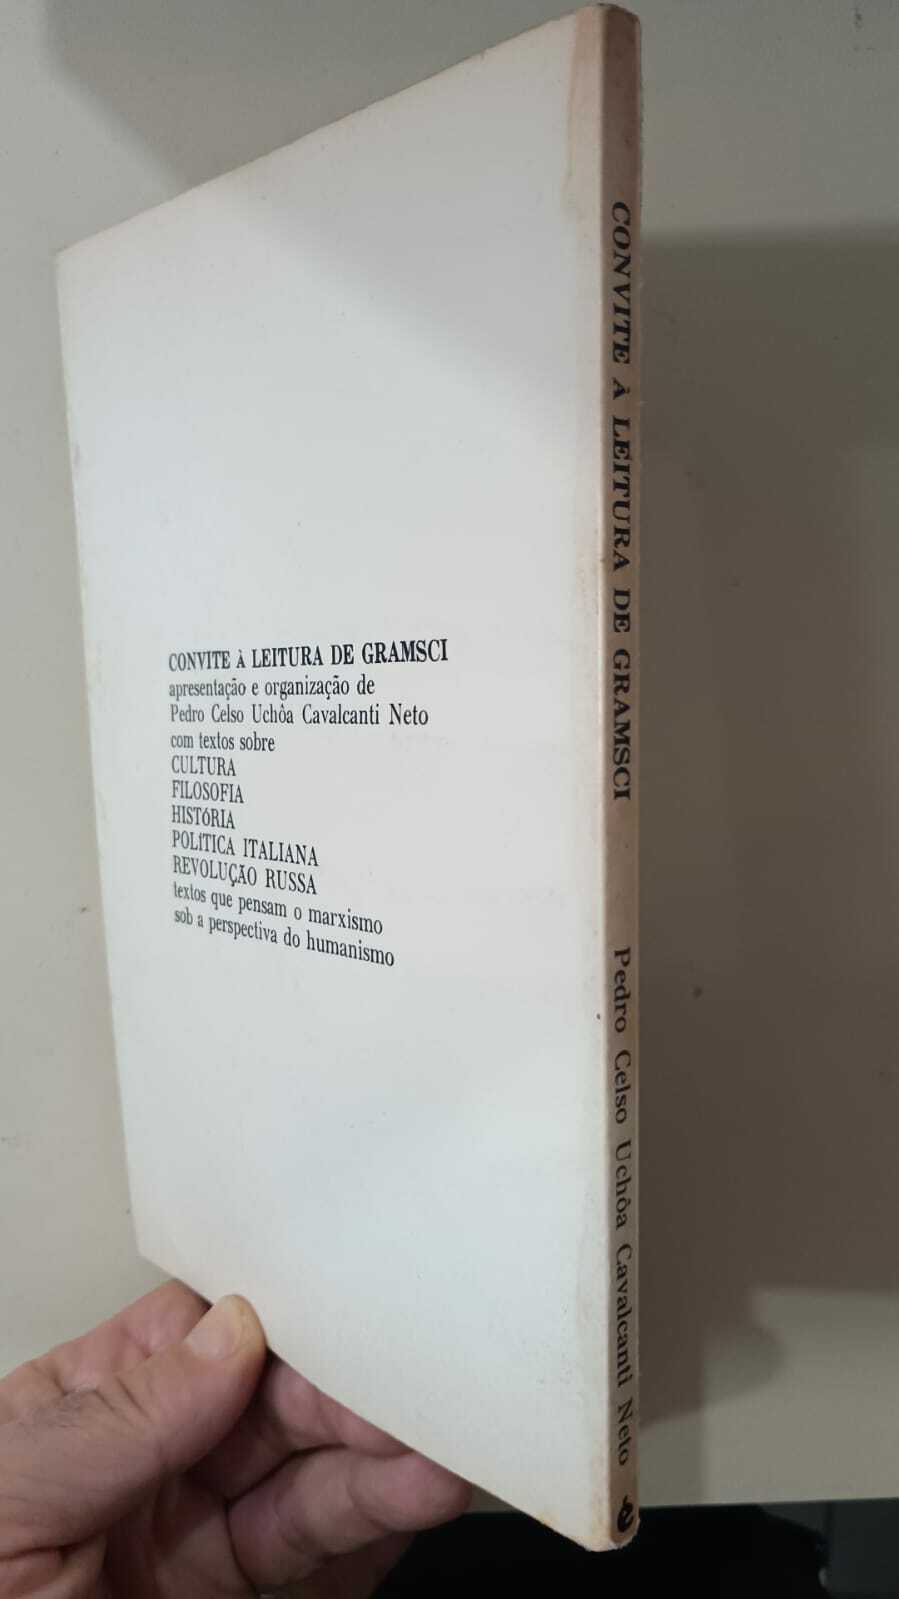 CONVITE À LEITURA DE GRAMSCI
apresentação e organização de
Pedro Celso Uchôa Cavalcanti Neto
com textos sobre
CULTURA
FILOSOFIA
HISTÓRIA
POLÍTICA ITALIANA
REVOLUÇÃO RUSSA
textos que pensam o marxismo
sob a perspectiva do humanismo
CONVITE À LEITURA DE GRAMSCI Pedro Celso Uchôa Cavalcanti Neto